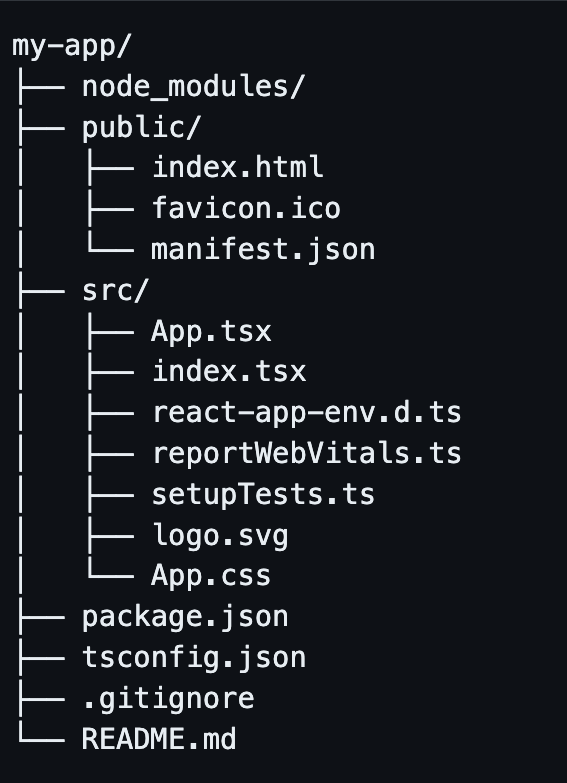 my-app/
├── node_modules/
├── public/
│   ├── index.html
│   ├── favicon.ico
│   └── manifest.json
├── src/
│   ├── App.tsx
│   ├── index.tsx
│   ├── react-app-env.d.ts
│   ├── reportWebVitals.ts
│   ├── setupTests.ts
│   ├── logo.svg
│   └── App.css
├── package.json
├── tsconfig.json
├── .gitignore
└── README.md